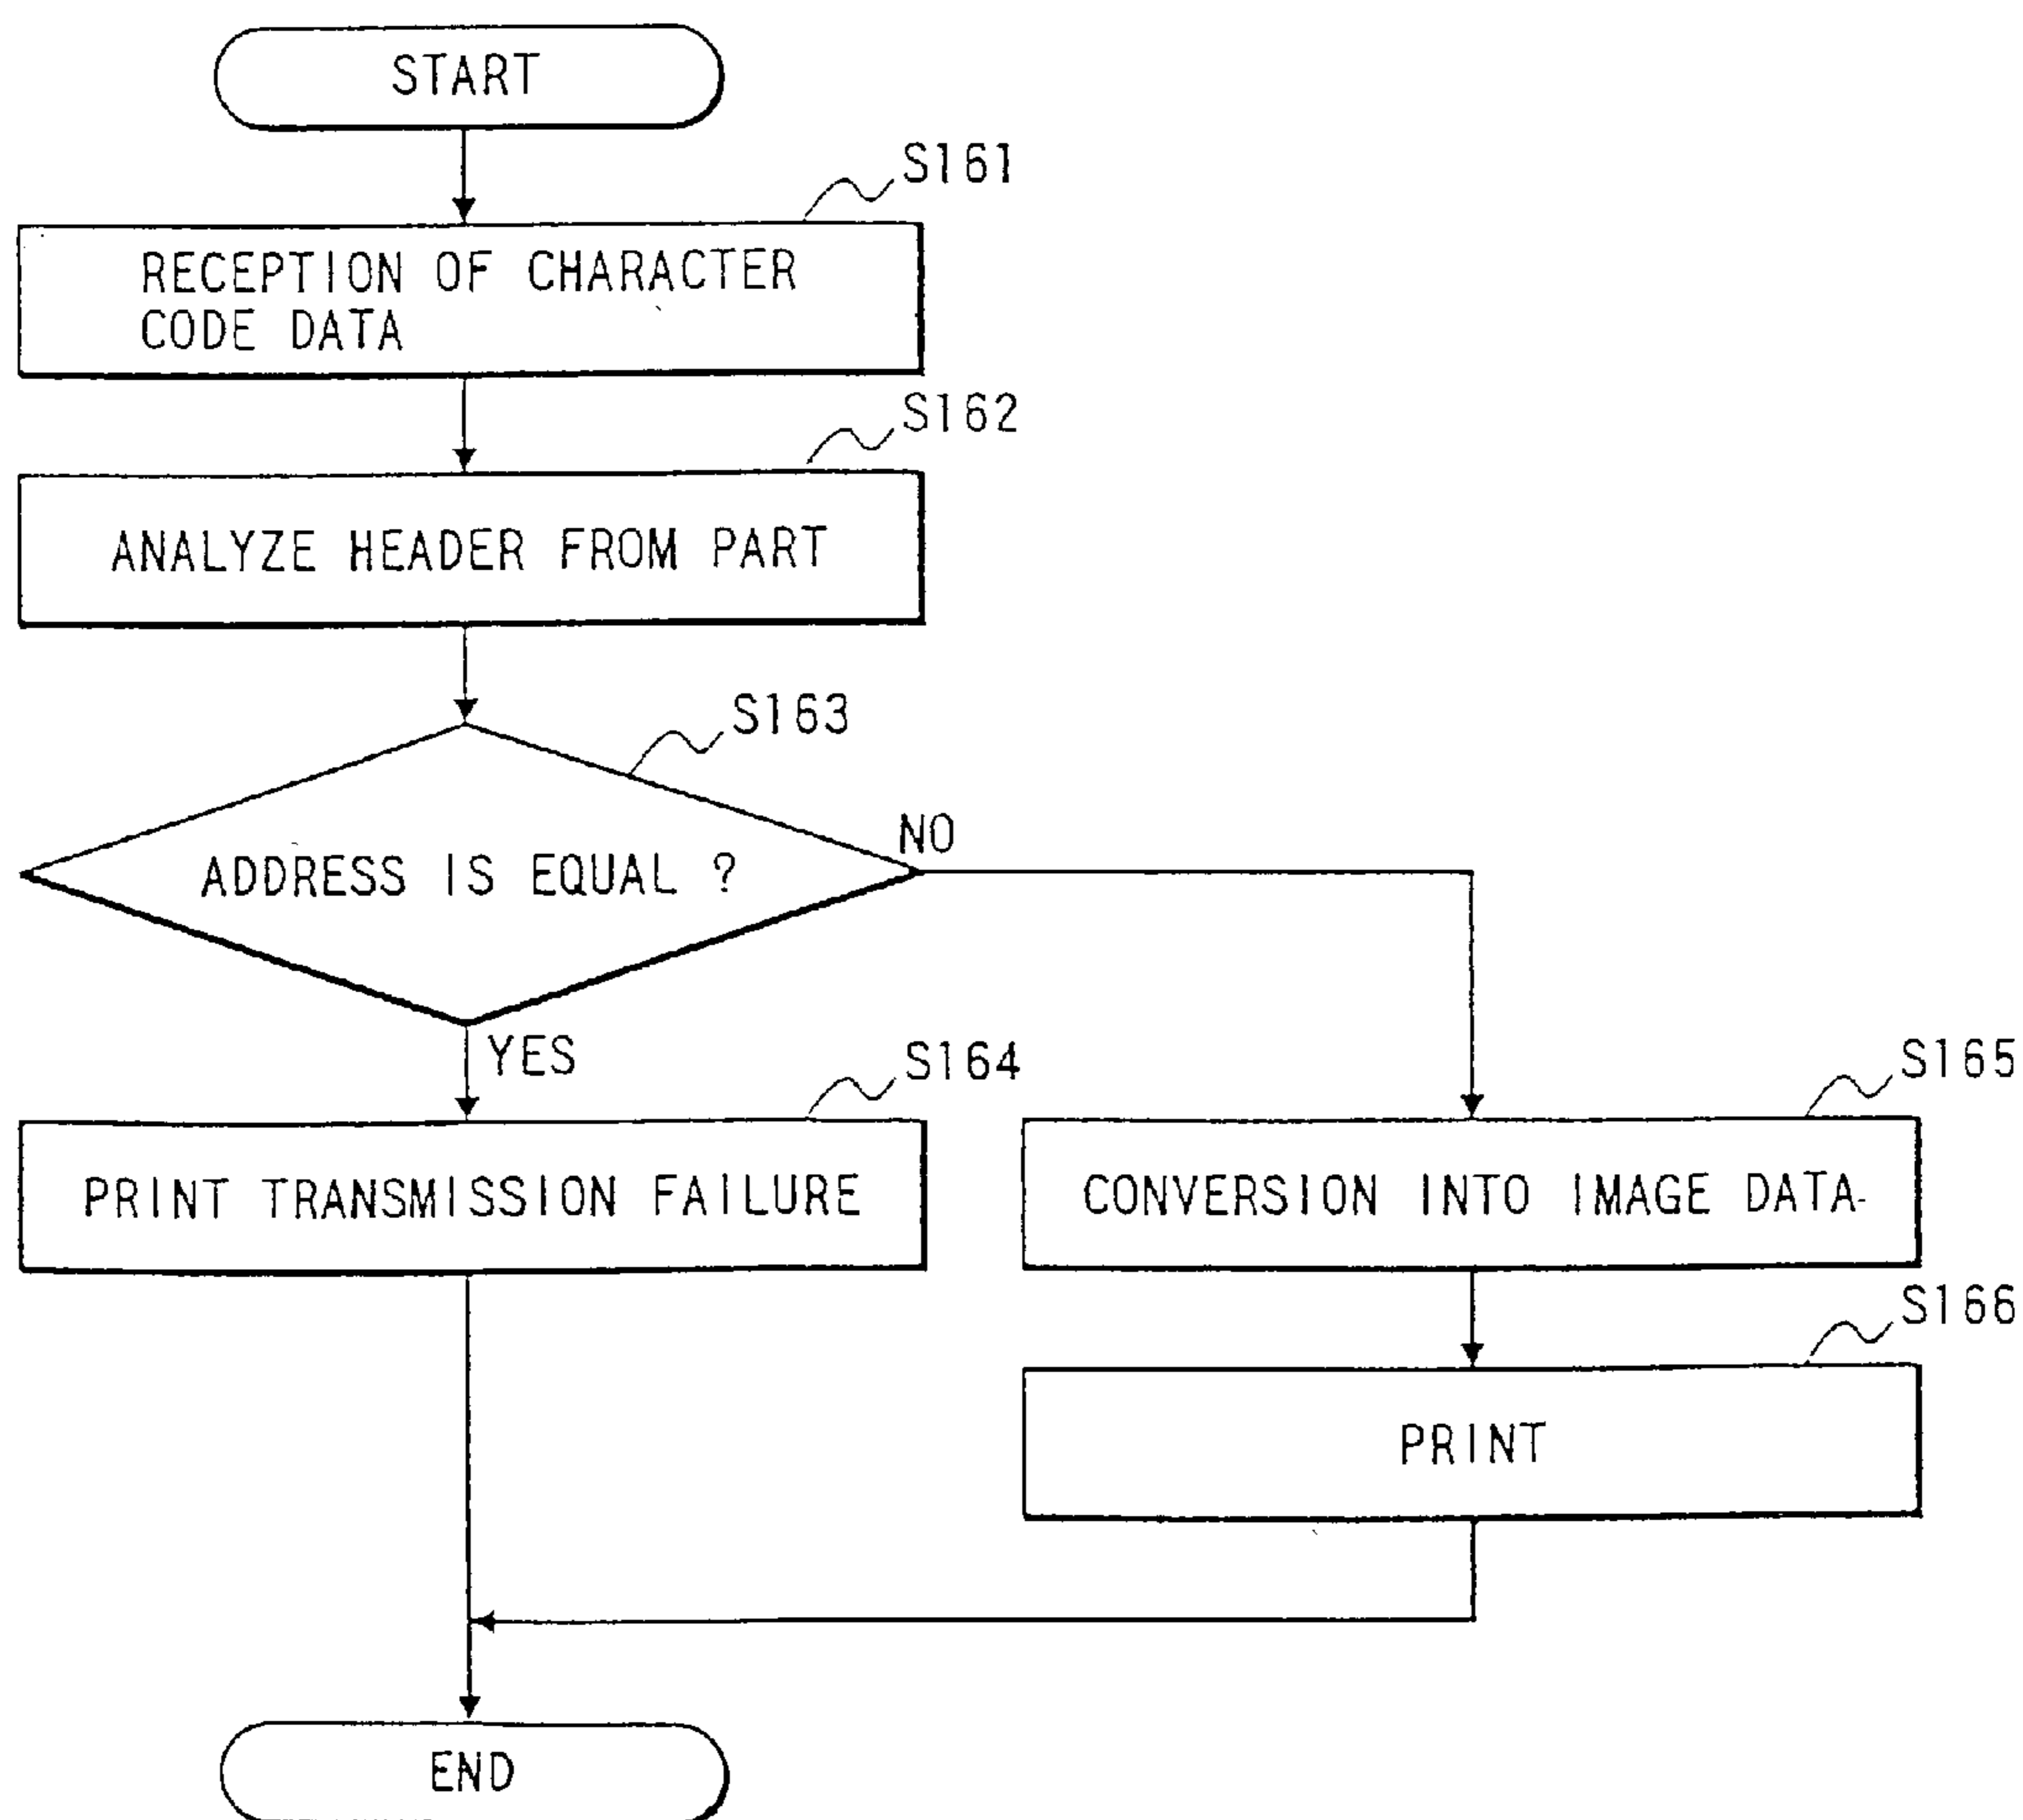 START
S161
RECEPTION OF CHARACTER
CODE DATA
S162
ANALYZE HEADER FROM PART
S163
ADDRESS IS EQUAL ?
NO
YES
S164
PRINT TRANSMISSION FAILURE
S165
CONVERSION INTO IMAGE DATA
S166
PRINT
END